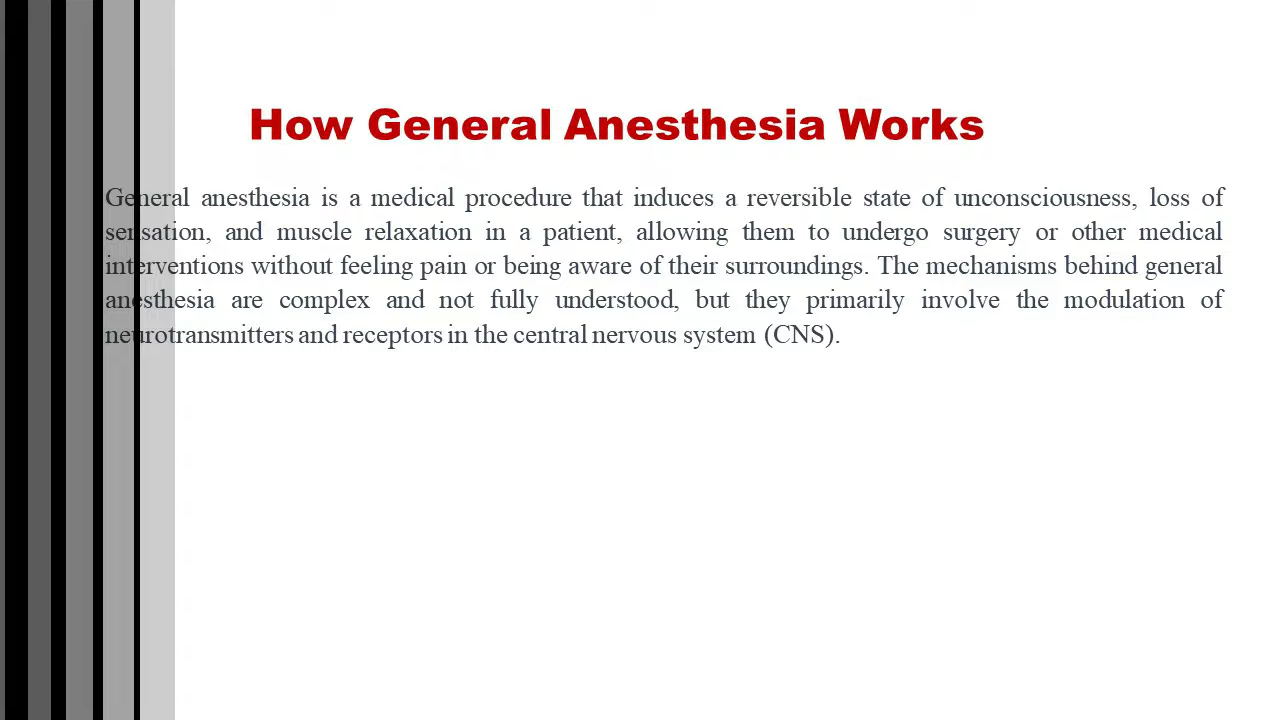 How General Anesthesia Works
General anesthesia is a medical procedure that induces a reversible state of unconsciousness, loss of
sensation, and muscle relaxation in a patient, allowing them to undergo surgery or other medical
interventions without feeling pain or being aware of their surroundings. The mechanisms behind general
anesthesia are complex and not fully understood, but they primarily involve the modulation of
neurotransmitters and receptors in the central nervous system (CNS).